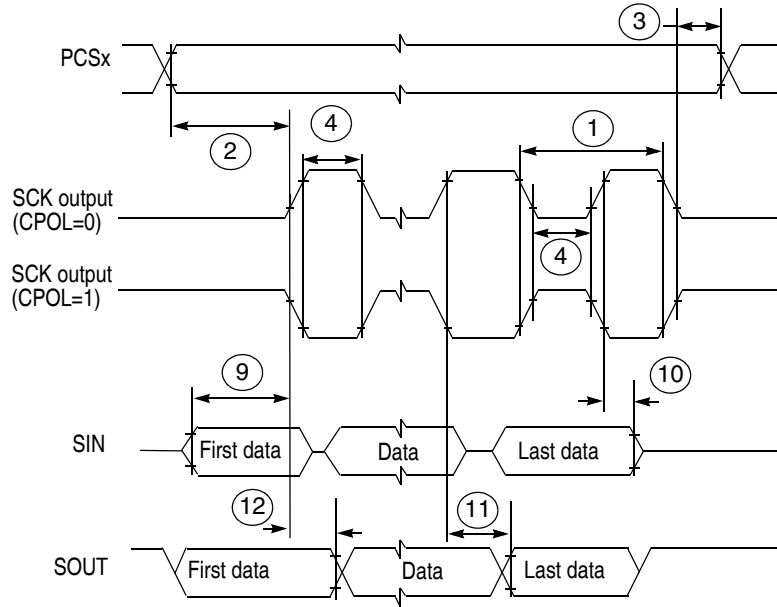 PCSx
3
2
4
1
SCK output
(CPOL=0)
4
SCK output
(CPOL=1)
9
10
SIN
First data
Data
Last data
12
11
SOUT
First data
Data
Last data